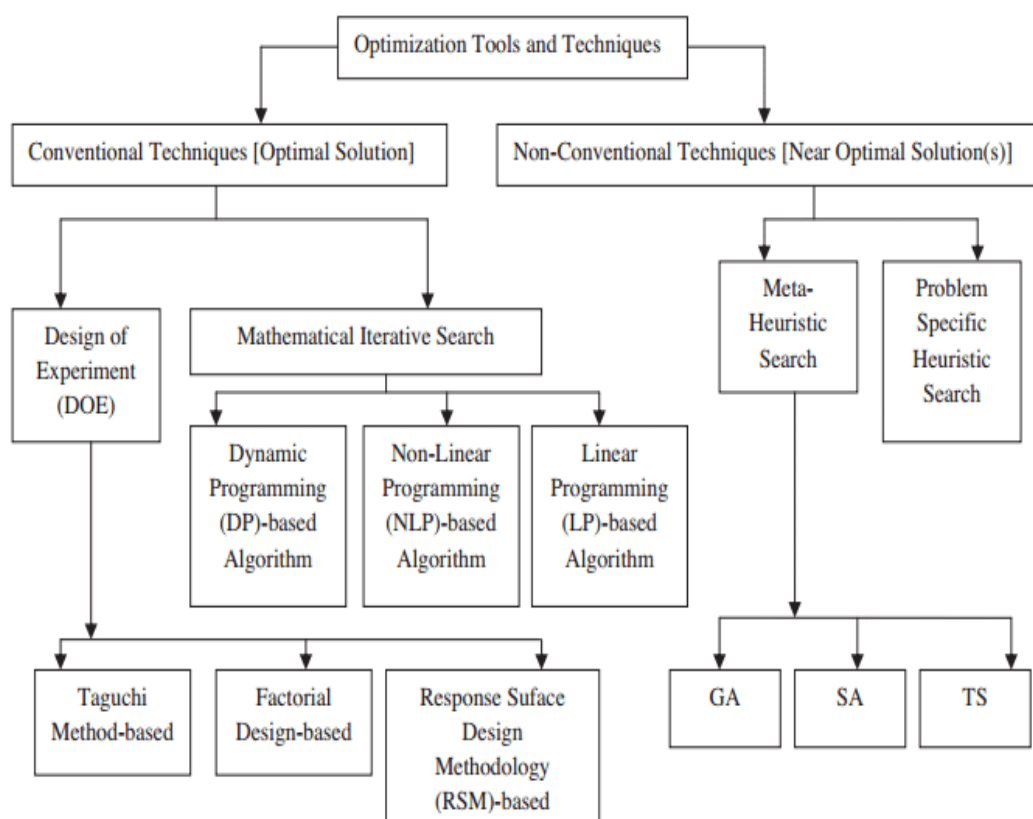 Optimization Tools and Techniques
Conventional Techniques [Optimal Solution]
Non-Conventional Techniques [Near Optimal Solution(s)]
Meta-
Heuristic
Search
Problem
Specific
Heuristic
Search
Design of
Experiment
(DOE)
Mathematical Iterative Search
Dynamic
Programming
(DP)-based
Algorithm
Non-Linear
Programming
(NLP)-based
Algorithm
Linear
Programming
(LP)-based
Algorithm
Taguchi
Method-based
Factorial
Design-based
Response Suface
Design
Methodology
(RSM)-based
GA
SA
TS